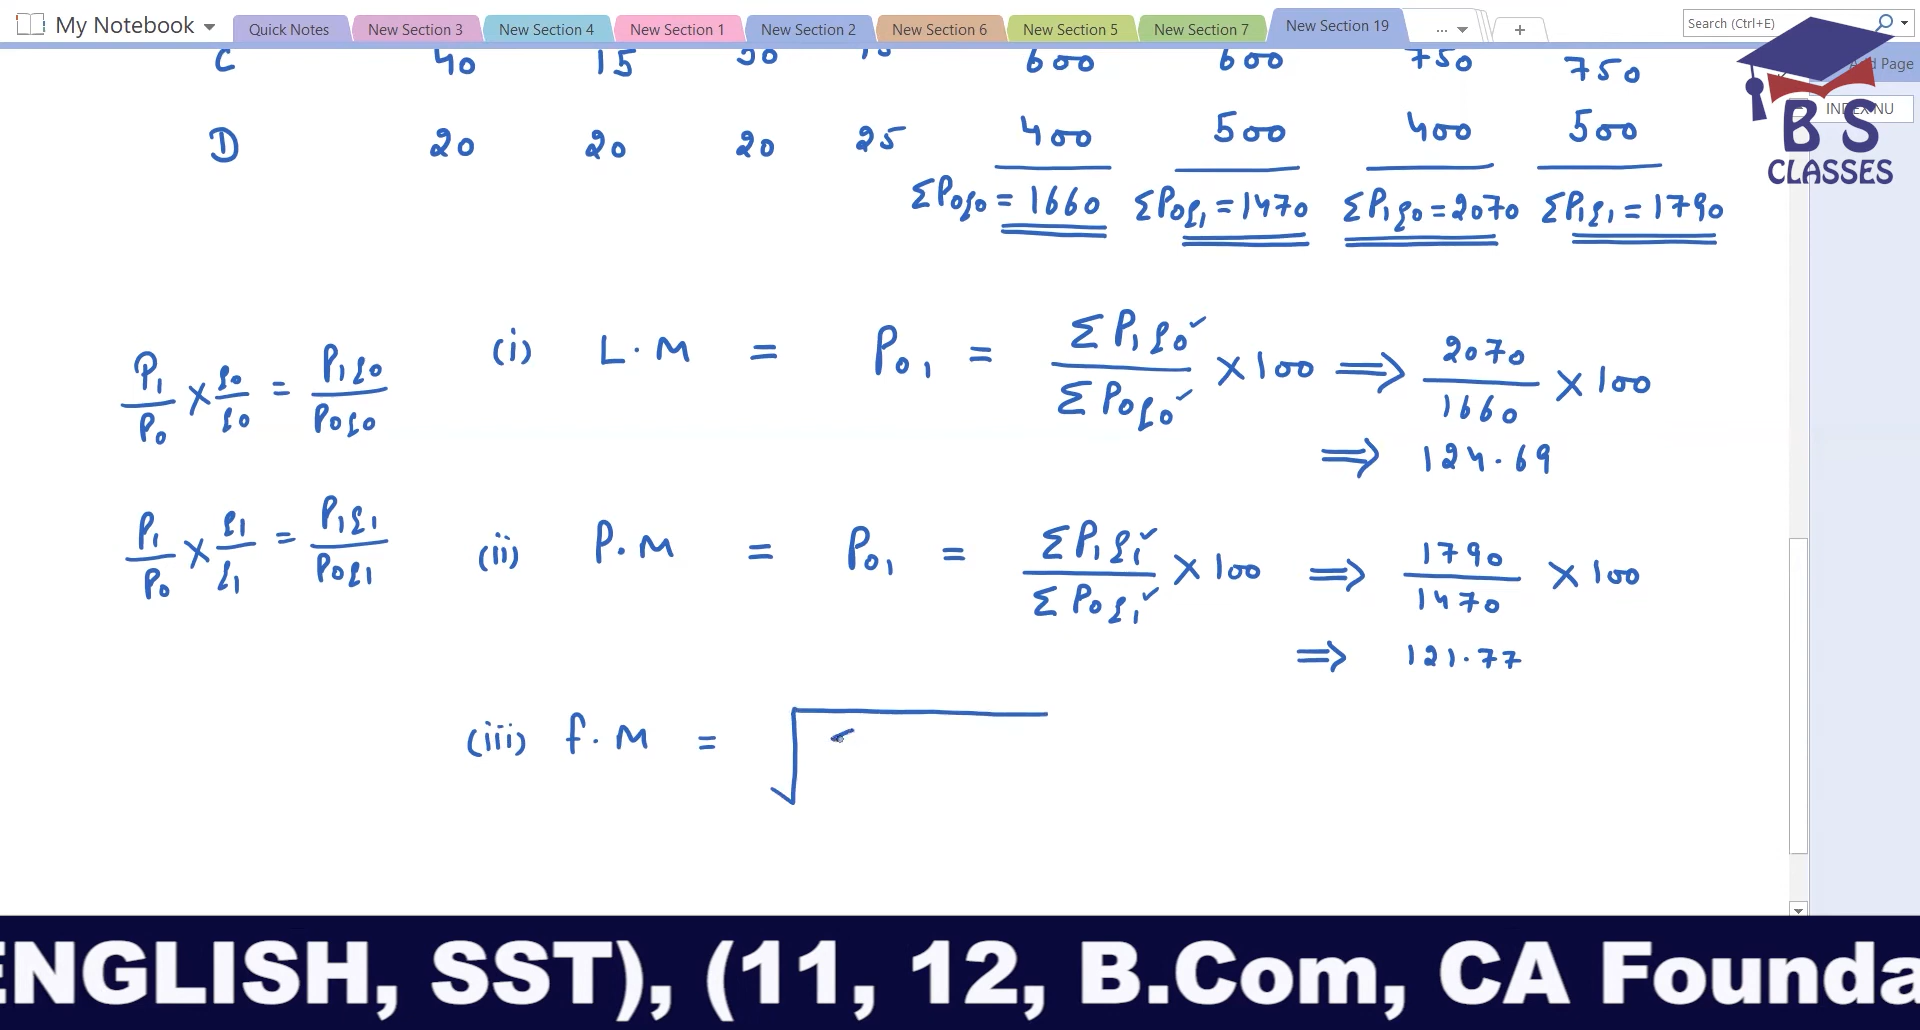 My Notebook Quick Notes New Section 3 New Section 4 New Section 1 New Section 2 New Section 6 New Section 5 New Section 7 New Section 19 ... + Search (Ctrl+E)
Page
INDEX NU
B S
CLASSES
C 40 15 600 600 750 750
D 20 20 20 25 400 500 400 500
ΣP₀q₀ = 1660 ΣP₀q₁ = 1470 ΣP₁q₀ = 2070 ΣP₁q₁ = 1790
P₁/P₀ × q₀/q₀ = P₁q₀/P₀q₀ (i) L.M = P₀₁ = ΣP₁q₀/ΣP₀q₀ × 100 ⇒ 2070/1660 × 100
⇒ 124.69
P₁/P₀ × q₁/q₁ = P₁q₁/P₀q₁ (ii) P.M = P₀₁ = ΣP₁q₁/ΣP₀q₁ × 100 ⇒ 1790/1470 × 100
⇒ 121.77
(iii) f.M = √
ENGLISH, SST), (11, 12, B.Com, CA Founda